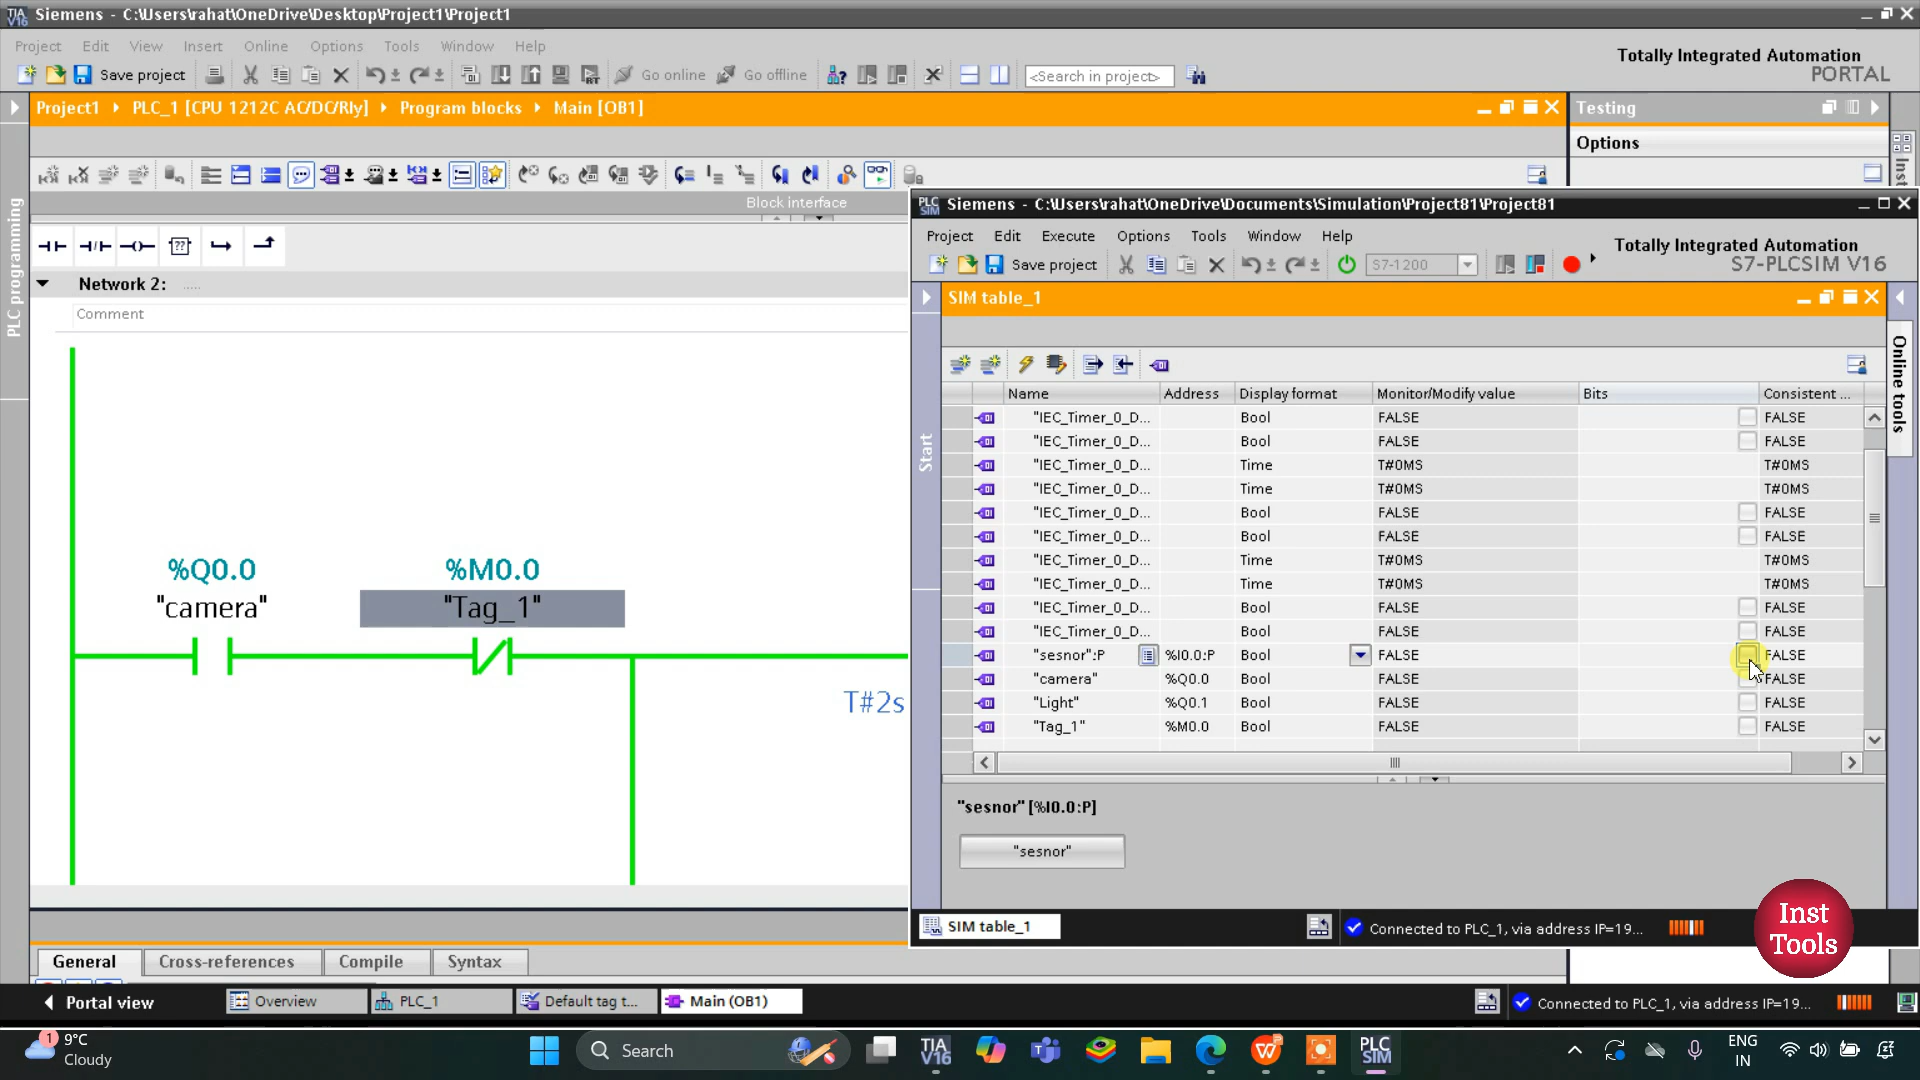 TIA V16 Siemens - C:\Users\rahat\OneDrive\Desktop\Project1\Project1
Project Edit View Insert Online Options Tools Window Help
Totally Integrated Automation
PORTAL
Save project Go online Go offline <Search in project>
Project1 PLC_1 [CPU 1212C AC/DC/Rly] Program blocks Main [OB1]
Testing
Options
Block interface
PLC programming
Network 2: .....
Comment
%Q0.0
"camera"
%M0.0
"Tag_1"
T#2s
PLC SIM Siemens - C:\Users\rahat\OneDrive\Documents\Simulation\Project81\Project81
Project Edit Execute Options Tools Window Help
Totally Integrated Automation
S7-PLCSIM V16
Save project S7-1200
SIM table_1
Start
Online tools
Inst
Name Address Display format Monitor/Modify value Bits Consistent ...
"IEC_Timer_0_D... Bool FALSE FALSE
"IEC_Timer_0_D... Bool FALSE FALSE
"IEC_Timer_0_D... Time T#0MS T#0MS
"IEC_Timer_0_D... Time T#0MS T#0MS
"IEC_Timer_0_D... Bool FALSE FALSE
"IEC_Timer_0_D... Bool FALSE FALSE
"IEC_Timer_0_D... Time T#0MS T#0MS
"IEC_Timer_0_D... Time T#0MS T#0MS
"IEC_Timer_0_D... Bool FALSE FALSE
"IEC_Timer_0_D... Bool FALSE FALSE
"sesnor":P %I0.0:P Bool FALSE FALSE
"camera" %Q0.0 Bool FALSE FALSE
"Light" %Q0.1 Bool FALSE FALSE
"Tag_1" %M0.0 Bool FALSE FALSE
"sesnor" [%I0.0:P]
"sesnor"
SIM table_1 Connected to PLC_1, via address IP=19...
Inst
Tools
General Cross-references Compile Syntax
Portal view Overview PLC_1 Default tag t... Main (OB1) Connected to PLC_1, via address IP=19...
1 9°C
Cloudy
Search
TIA V16
PLC SIM
ENG
IN